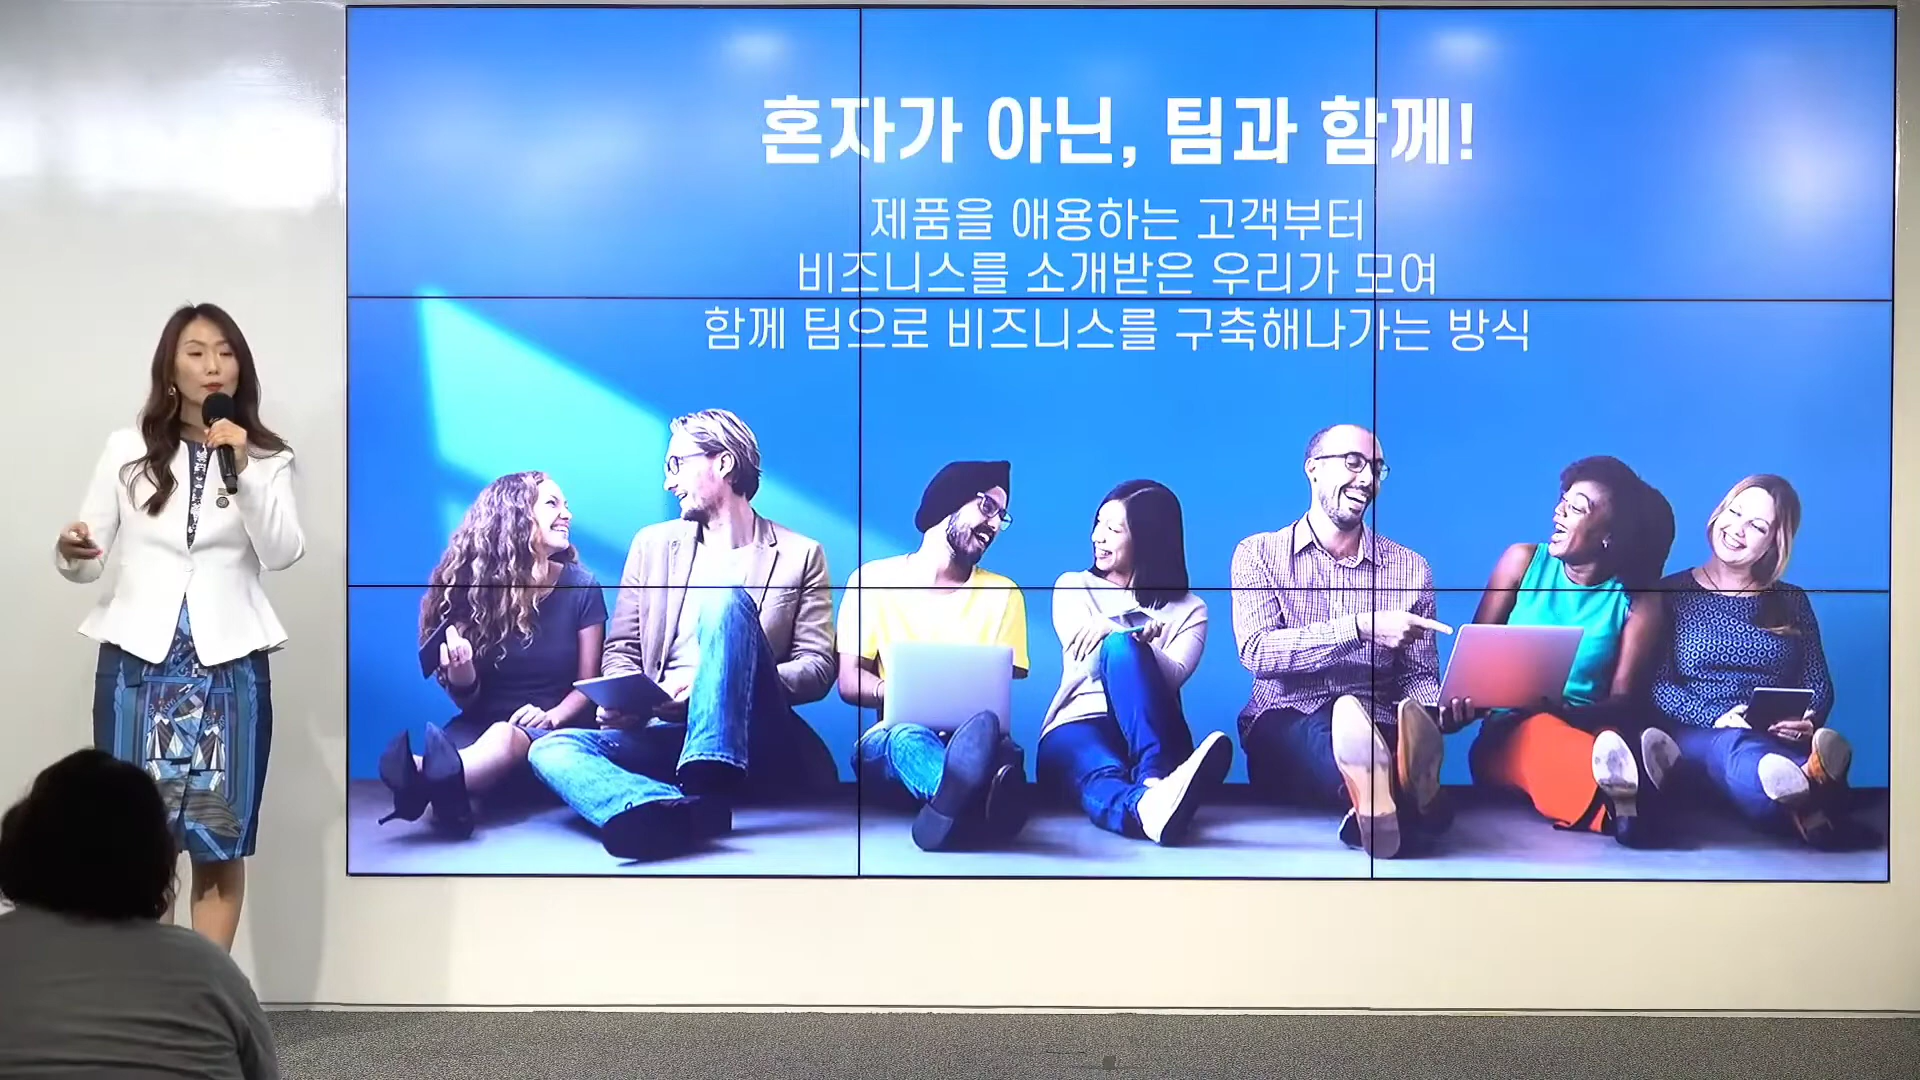 혼자가 아닌, 팀과 함께!
제품을 애용하는 고객부터
비즈니스를 소개받은 우리가 모여
함께 팀으로 비즈니스를 구축해나가는 방식